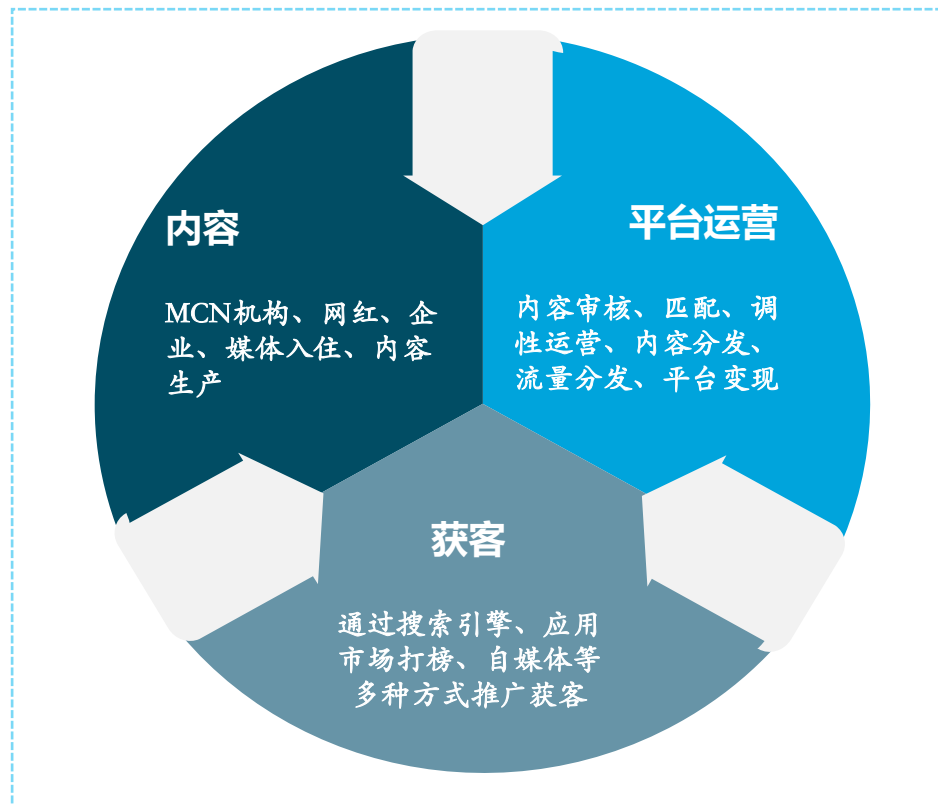 内容
MCN机构、网红、企
业、媒体入住、内容
生产
平台运营
内容审核、匹配、调
性运营、内容分发、
流量分发、平台变现
获客
通过搜索引擎、应用
市场打榜、自媒体等
多种方式推广获客